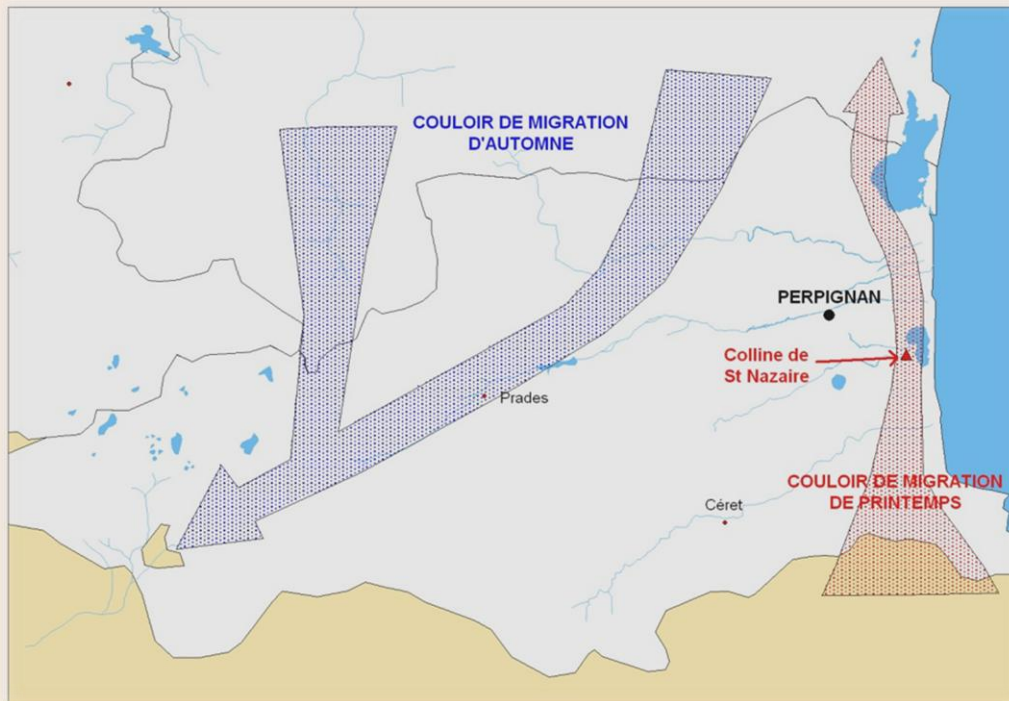 COULOIR DE MIGRATION
D'AUTOMNE
PERPIGNAN
Colline de
St Nazaire
Prades
COULOIR DE MIGRATION
DE PRINTEMPS
Céret